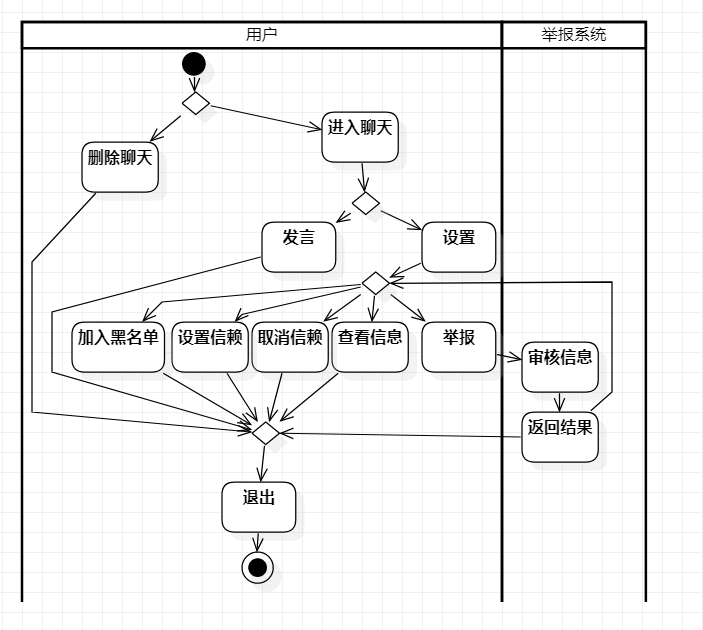 用户
举报系统
进入聊天
删除聊天
发言
设置
加入黑名单
设置信赖
取消信赖
查看信息
举报
审核信息
返回结果
退出